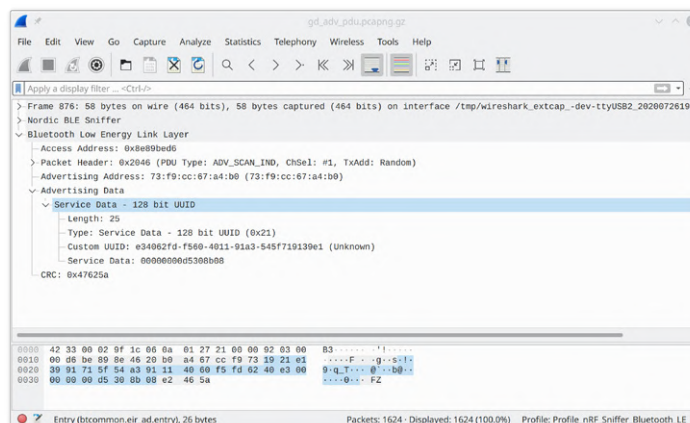 gd_adv_pdu.pcapng.gz
File Edit View Go Capture Analyze Statistics Telephony Wireless Tools Help
Apply a display filter ... <Ctrl-/>
Frame 876: 58 bytes on wire (464 bits), 58 bytes captured (464 bits) on interface /tmp/wireshark_extcap_-dev-ttyUSB2_2020072619
Nordic BLE Sniffer
Bluetooth Low Energy Link Layer
Access Address: 0x8e89bed6
Packet Header: 0x2046 (PDU Type: ADV_SCAN_IND, ChSel: #1, TxAdd: Random)
Advertising Address: 73:f9:cc:67:a4:b0 (73:f9:cc:67:a4:b0)
Advertising Data
Service Data - 128 bit UUID
Length: 25
Type: Service Data - 128 bit UUID (0x21)
Custom UUID: e34062fd-f560-4011-91a3-545f719139e1 (Unknown)
Service Data: 00000000d5308b08
CRC: 0x47625a
0000 42 33 00 02 9f 1c 06 0a 01 27 21 00 00 92 03 00 B3······ ·'!·····
0010 00 d6 be 89 8e 46 20 b0 a4 67 cc f9 73 19 21 e1 ·····F · ·g··s·!·
0020 39 91 71 5f 54 a3 91 11 40 60 f5 fd 62 40 e3 00 9·q_T··· @`··b@··
0030 00 00 00 d5 30 8b 08 e2 46 5a ····0··· FZ
Entry (btcommon.eir_ad.entry), 26 bytes
Packets: 1624 · Displayed: 1624 (100.0%)
Profile: Profile_nRF_Sniffer_Bluetooth_LE